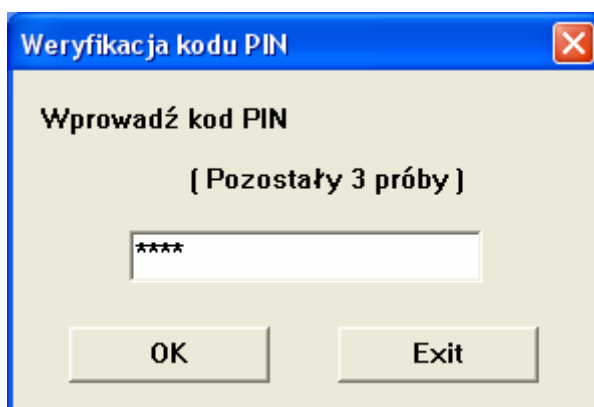 Weryfikacja kodu PIN
Wprowadź kod PIN
( Pozostały 3 próby )
****
OK Exit